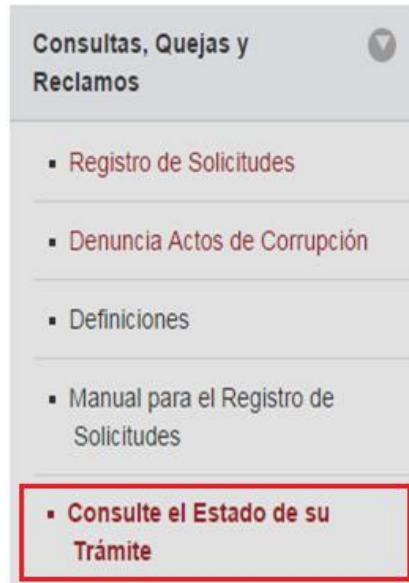 Consultas, Quejas y
Reclamos
▪ Registro de Solicitudes
▪ Denuncia Actos de Corrupción
▪ Definiciones
▪ Manual para el Registro de
Solicitudes
▪ Consulte el Estado de su
Trámite